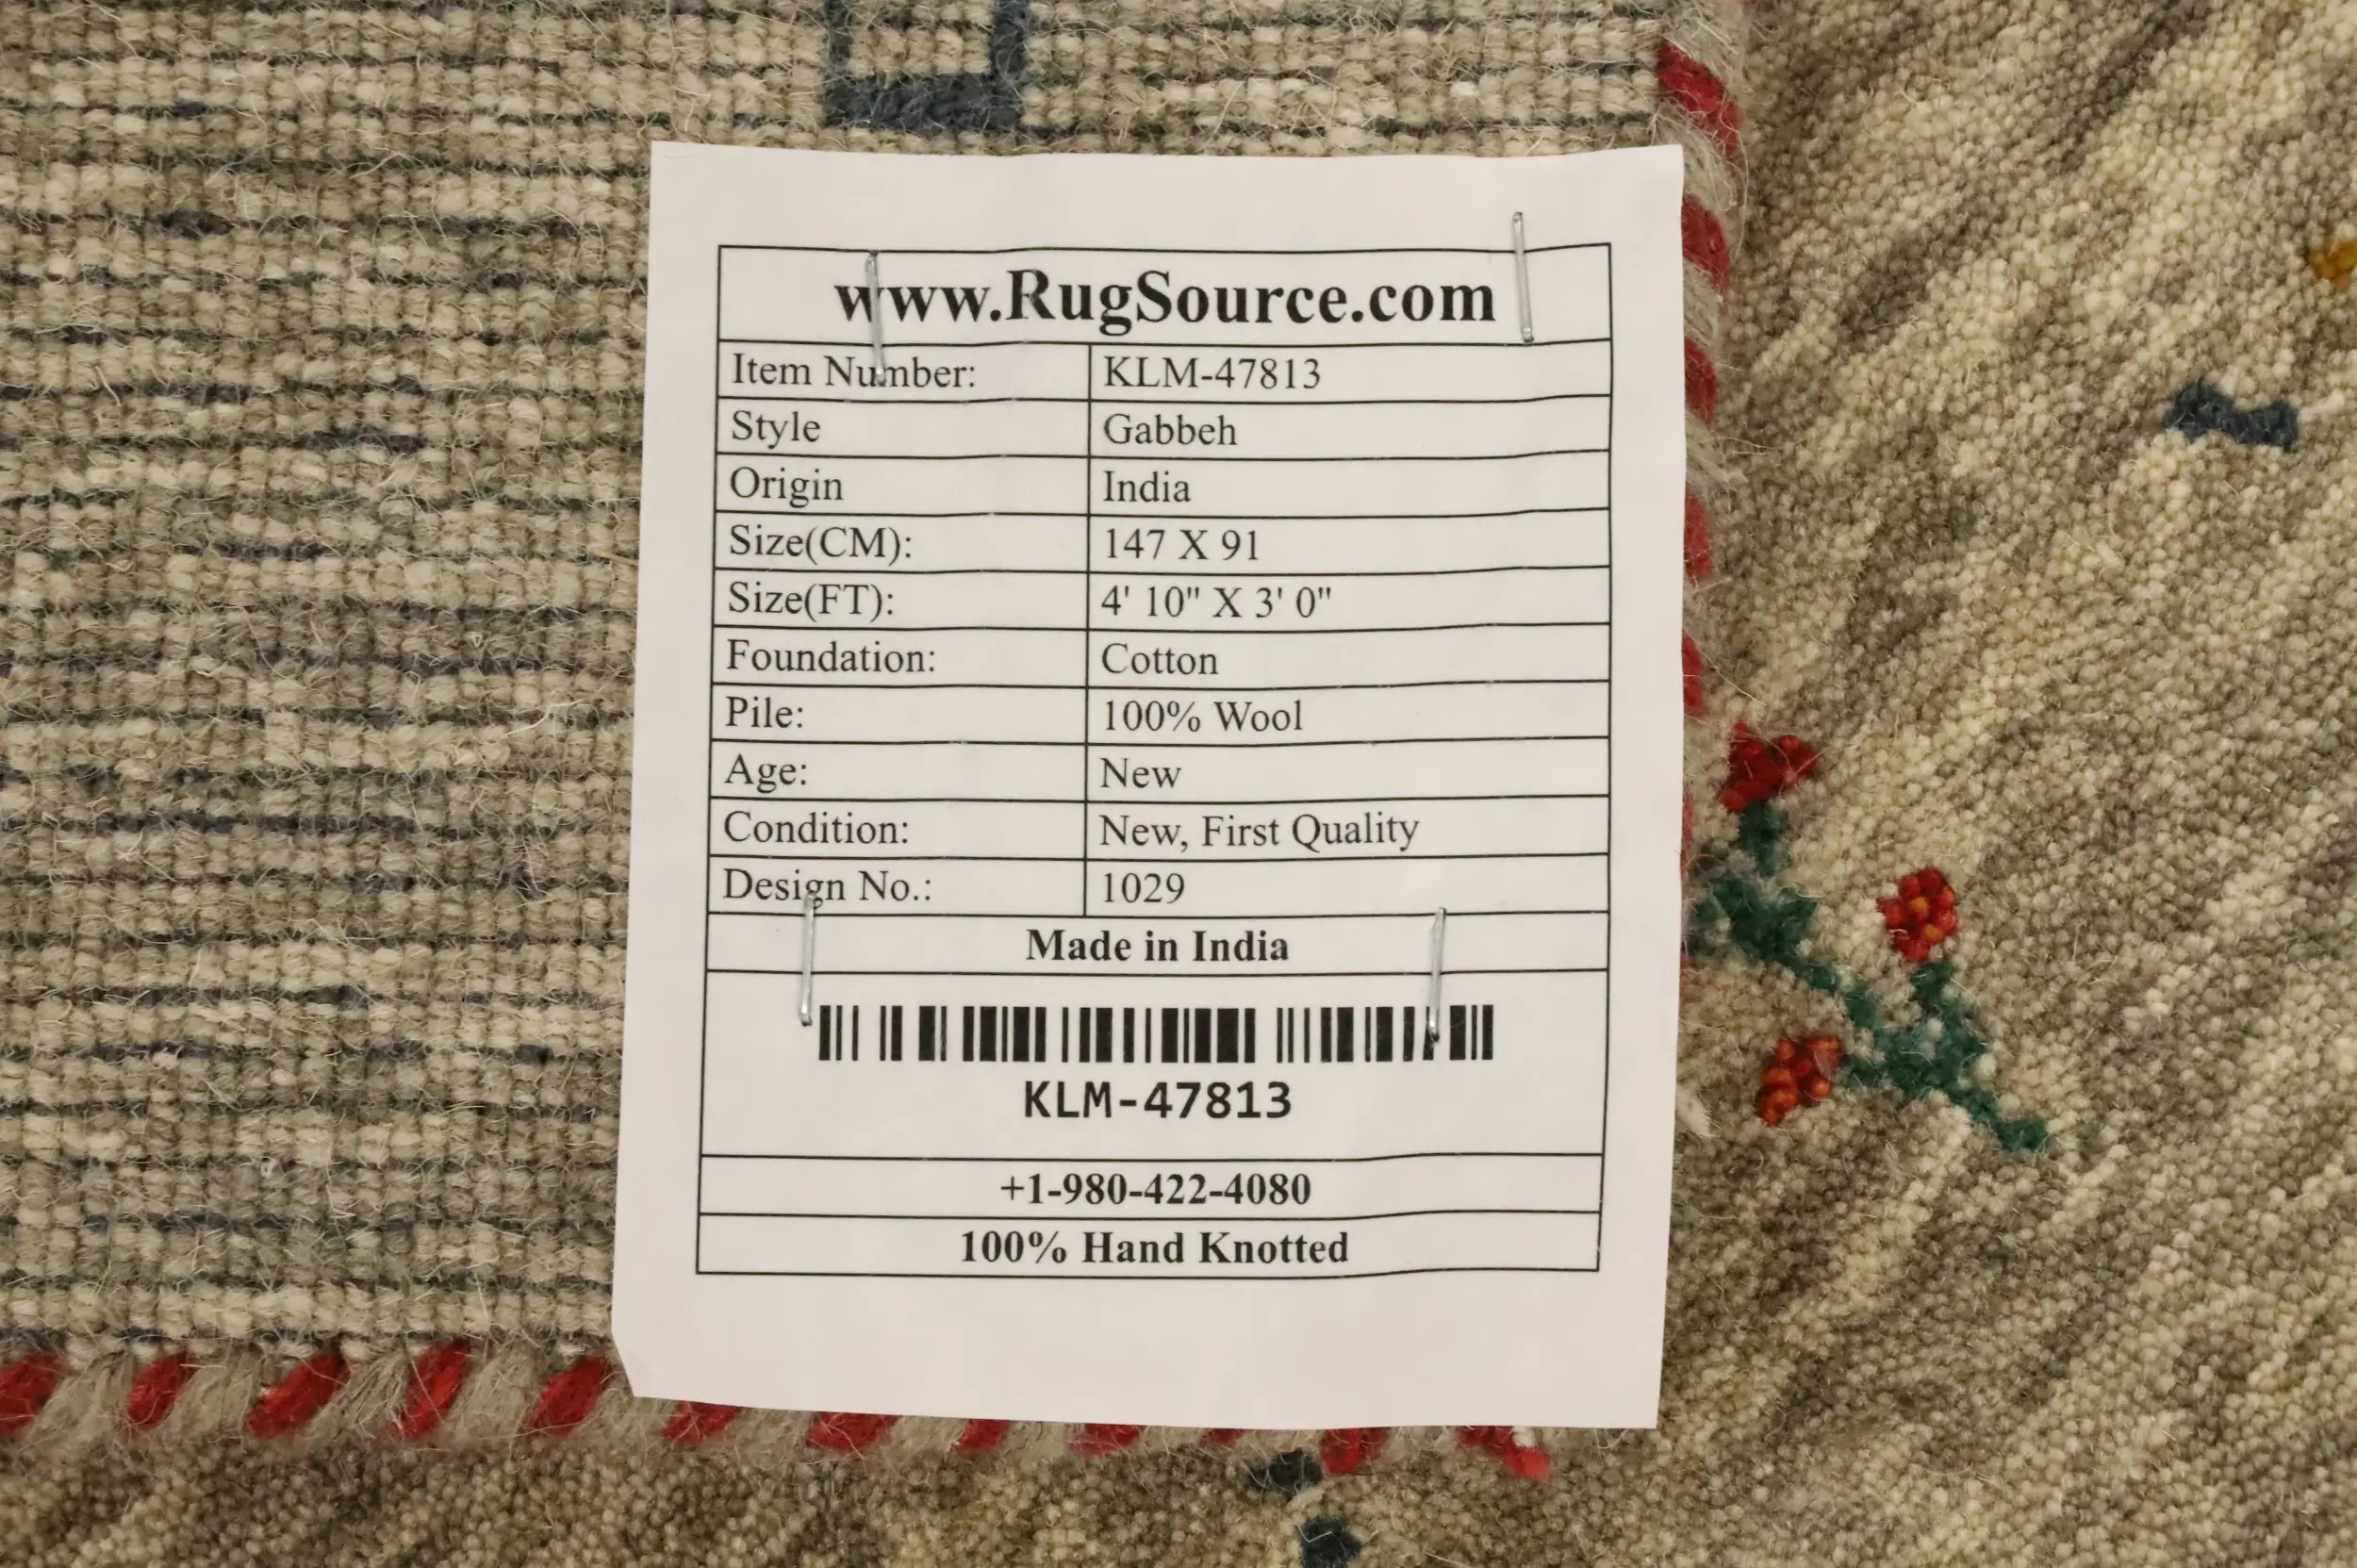 www.RugSource.com
Item Number: KLM-47813
Style Gabbeh
Origin India
Size(CM): 147 X 91
Size(FT): 4' 10" X 3' 0"
Foundation: Cotton
Pile: 100% Wool
Age: New
Condition: New, First Quality
Design No.: 1029
Made in India
KLM-47813
+1-980-422-4080
100% Hand Knotted